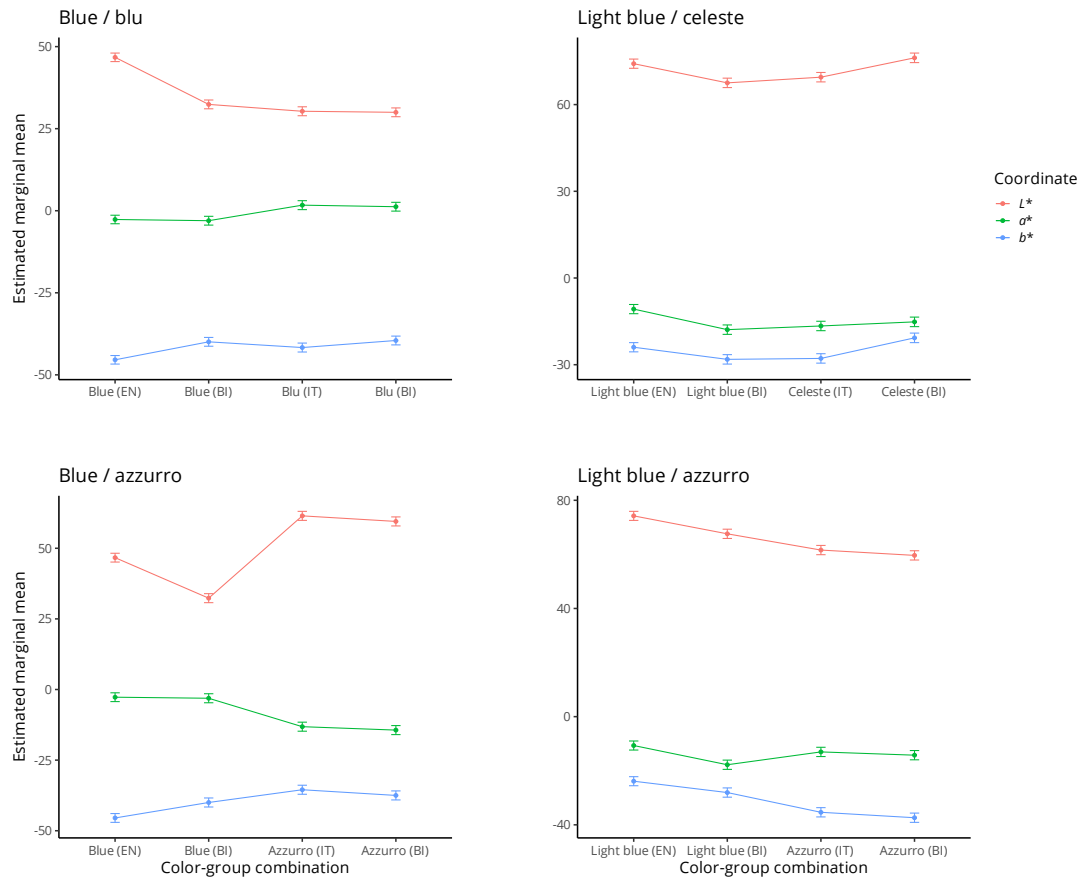 Blue / blu
Light blue / celeste
Estimated marginal mean
50
25
0
-25
-50
Blue (EN) Blue (BI) Blu (IT) Blu (BI)
60
30
0
-30
Light blue (EN) Light blue (BI) Celeste (IT) Celeste (BI)
Coordinate
L*
a*
b*
Blue / azzurro
Light blue / azzurro
Estimated marginal mean
50
25
0
-25
-50
Blue (EN) Blue (BI) Azzurro (IT) Azzurro (BI)
Color-group combination
80
40
0
-40
Light blue (EN) Light blue (BI) Azzurro (IT) Azzurro (BI)
Color-group combination